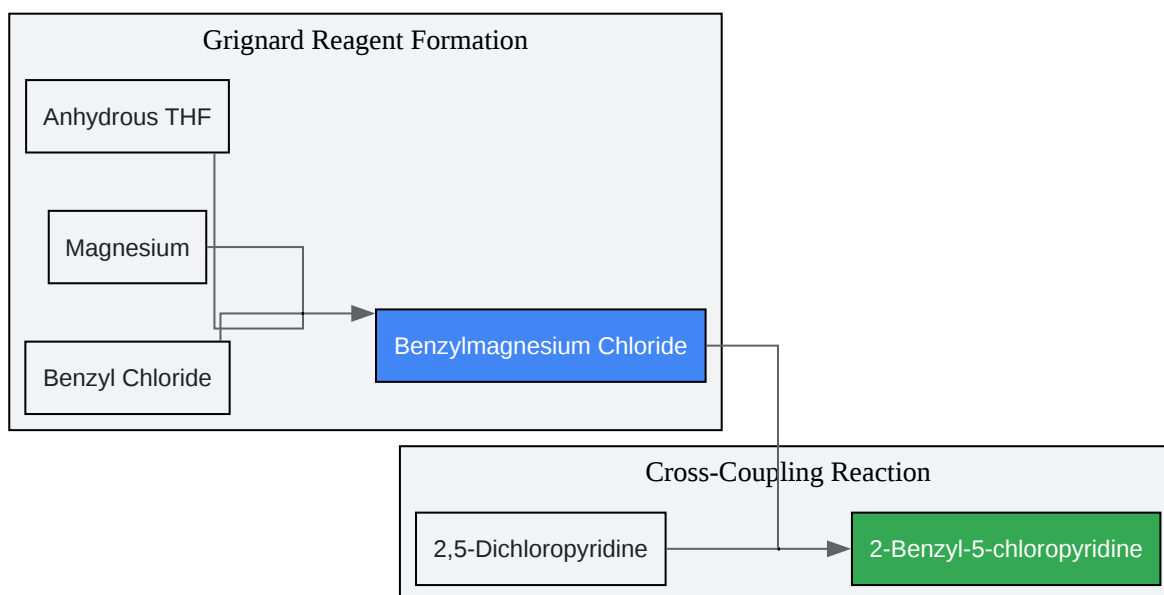 Grignard Reagent Formation
Anhydrous THF
Magnesium
Benzyl Chloride
Benzylmagnesium Chloride
Cross-Coupling Reaction
2,5-Dichloropyridine
2-Benzyl-5-chloropyridine